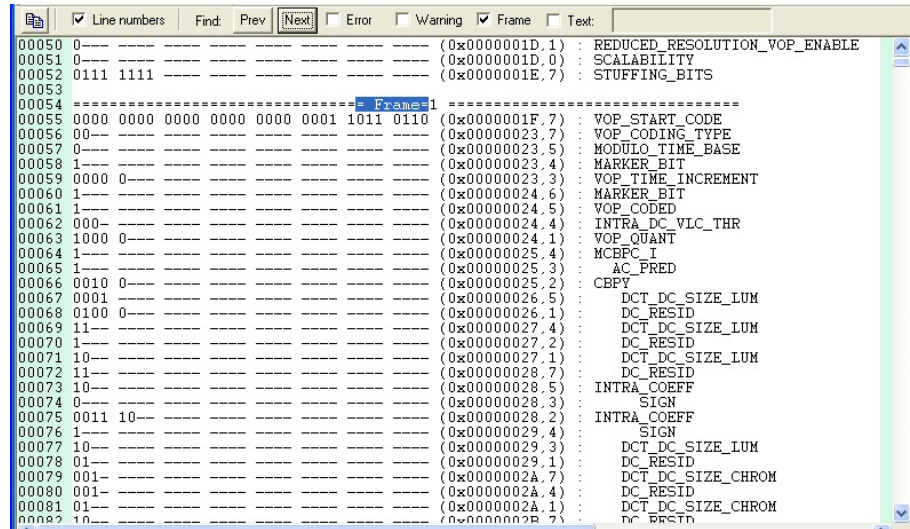 Line numbers Find: Prev Next Error Warning Frame Text:
00050 0--- ---- ---- ---- ---- ---- ---- ---- (0x0000001D,1) : REDUCED_RESOLUTION_VOP_ENABLE
00051 0--- ---- ---- ---- ---- ---- ---- ---- (0x0000001D,0) : SCALABILITY
00052 0111 1111 ---- ---- ---- ---- ---- ---- (0x0000001E,7) : STUFFING_BITS
00053
00054 ================================= Frame=1 =================================
00055 0000 0000 0000 0000 0000 0001 1011 0110 (0x0000001F,7) : VOP_START_CODE
00056 00-- ---- ---- ---- ---- ---- ---- ---- (0x00000023,7) : VOP_CODING_TYPE
00057 0--- ---- ---- ---- ---- ---- ---- ---- (0x00000023,5) : MODULO_TIME_BASE
00058 1--- ---- ---- ---- ---- ---- ---- ---- (0x00000023,4) : MARKER_BIT
00059 0000 0--- ---- ---- ---- ---- ---- ---- (0x00000023,3) : VOP_TIME_INCREMENT
00060 1--- ---- ---- ---- ---- ---- ---- ---- (0x00000024,6) : MARKER_BIT
00061 1--- ---- ---- ---- ---- ---- ---- ---- (0x00000024,5) : VOP_CODED
00062 000- ---- ---- ---- ---- ---- ---- ---- (0x00000024,4) : INTRA_DC_VLC_THR
00063 1000 0--- ---- ---- ---- ---- ---- ---- (0x00000024,1) : VOP_QUANT
00064 1--- ---- ---- ---- ---- ---- ---- ---- (0x00000025,4) : MCBPC_I
00065 1--- ---- ---- ---- ---- ---- ---- ---- (0x00000025,3) : AC_PRED
00066 0010 0--- ---- ---- ---- ---- ---- ---- (0x00000025,2) : CBPY
00067 0001 ---- ---- ---- ---- ---- ---- ---- (0x00000026,5) : DCT_DC_SIZE_LUM
00068 0100 0--- ---- ---- ---- ---- ---- ---- (0x00000026,1) : DC_RESID
00069 11-- ---- ---- ---- ---- ---- ---- ---- (0x00000027,4) : DCT_DC_SIZE_LUM
00070 1--- ---- ---- ---- ---- ---- ---- ---- (0x00000027,2) : DC_RESID
00071 10-- ---- ---- ---- ---- ---- ---- ---- (0x00000027,1) : DCT_DC_SIZE_LUM
00072 11-- ---- ---- ---- ---- ---- ---- ---- (0x00000028,7) : DC_RESID
00073 10-- ---- ---- ---- ---- ---- ---- ---- (0x00000028,5) : INTRA_COEFF
00074 0--- ---- ---- ---- ---- ---- ---- ---- (0x00000028,3) : SIGN
00075 0011 10-- ---- ---- ---- ---- ---- ---- (0x00000028,2) : INTRA_COEFF
00076 1--- ---- ---- ---- ---- ---- ---- ---- (0x00000029,4) : SIGN
00077 10-- ---- ---- ---- ---- ---- ---- ---- (0x00000029,3) : DCT_DC_SIZE_LUM
00078 01-- ---- ---- ---- ---- ---- ---- ---- (0x00000029,1) : DC_RESID
00079 001- ---- ---- ---- ---- ---- ---- ---- (0x0000002A,7) : DCT_DC_SIZE_CHROM
00080 001- ---- ---- ---- ---- ---- ---- ---- (0x0000002A,4) : DC_RESID
00081 01-- ---- ---- ---- ---- ---- ---- ---- (0x0000002A,1) : DCT_DC_SIZE_CHROM
00082 10-- ---- ---- ---- ---- ---- ---- ---- (0x0000002B,7) : DC_RESID